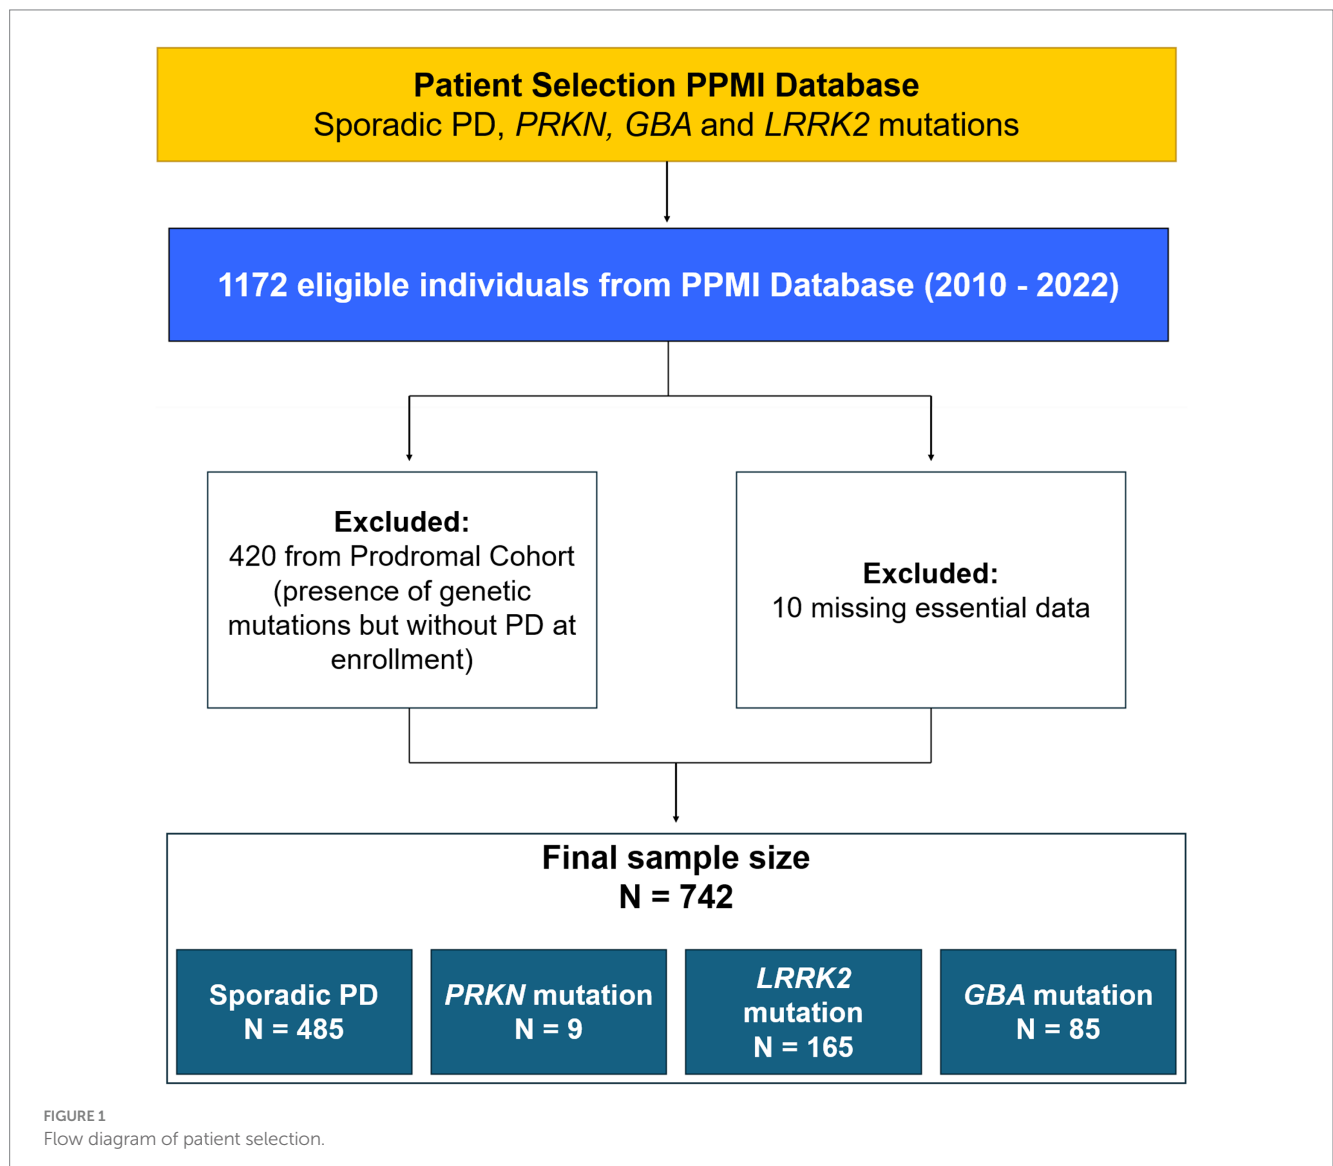 Patient Selection PPMI Database
Sporadic PD, PRKN, GBA and LRRK2 mutations
1172 eligible individuals from PPMI Database (2010 - 2022)
Excluded:
420 from Prodromal Cohort
(presence of genetic
mutations but without PD at
enrollment)
Excluded:
10 missing essential data
Final sample size
N = 742
Sporadic PD
N = 485
PRKN mutation
N = 9
LRRK2
mutation
N = 165
GBA mutation
N = 85
FIGURE 1
Flow diagram of patient selection.